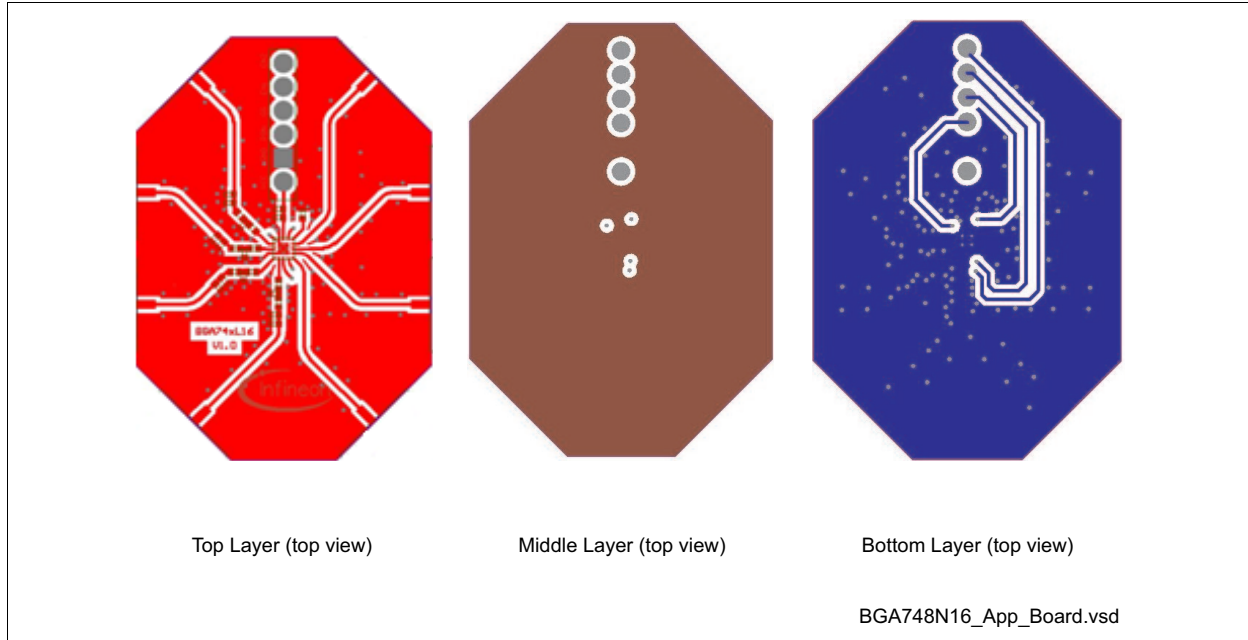 BGA74xL16
V1.0
Infineon
Top Layer (top view)
Middle Layer (top view)
Bottom Layer (top view)
BGA748N16_App_Board.vsd